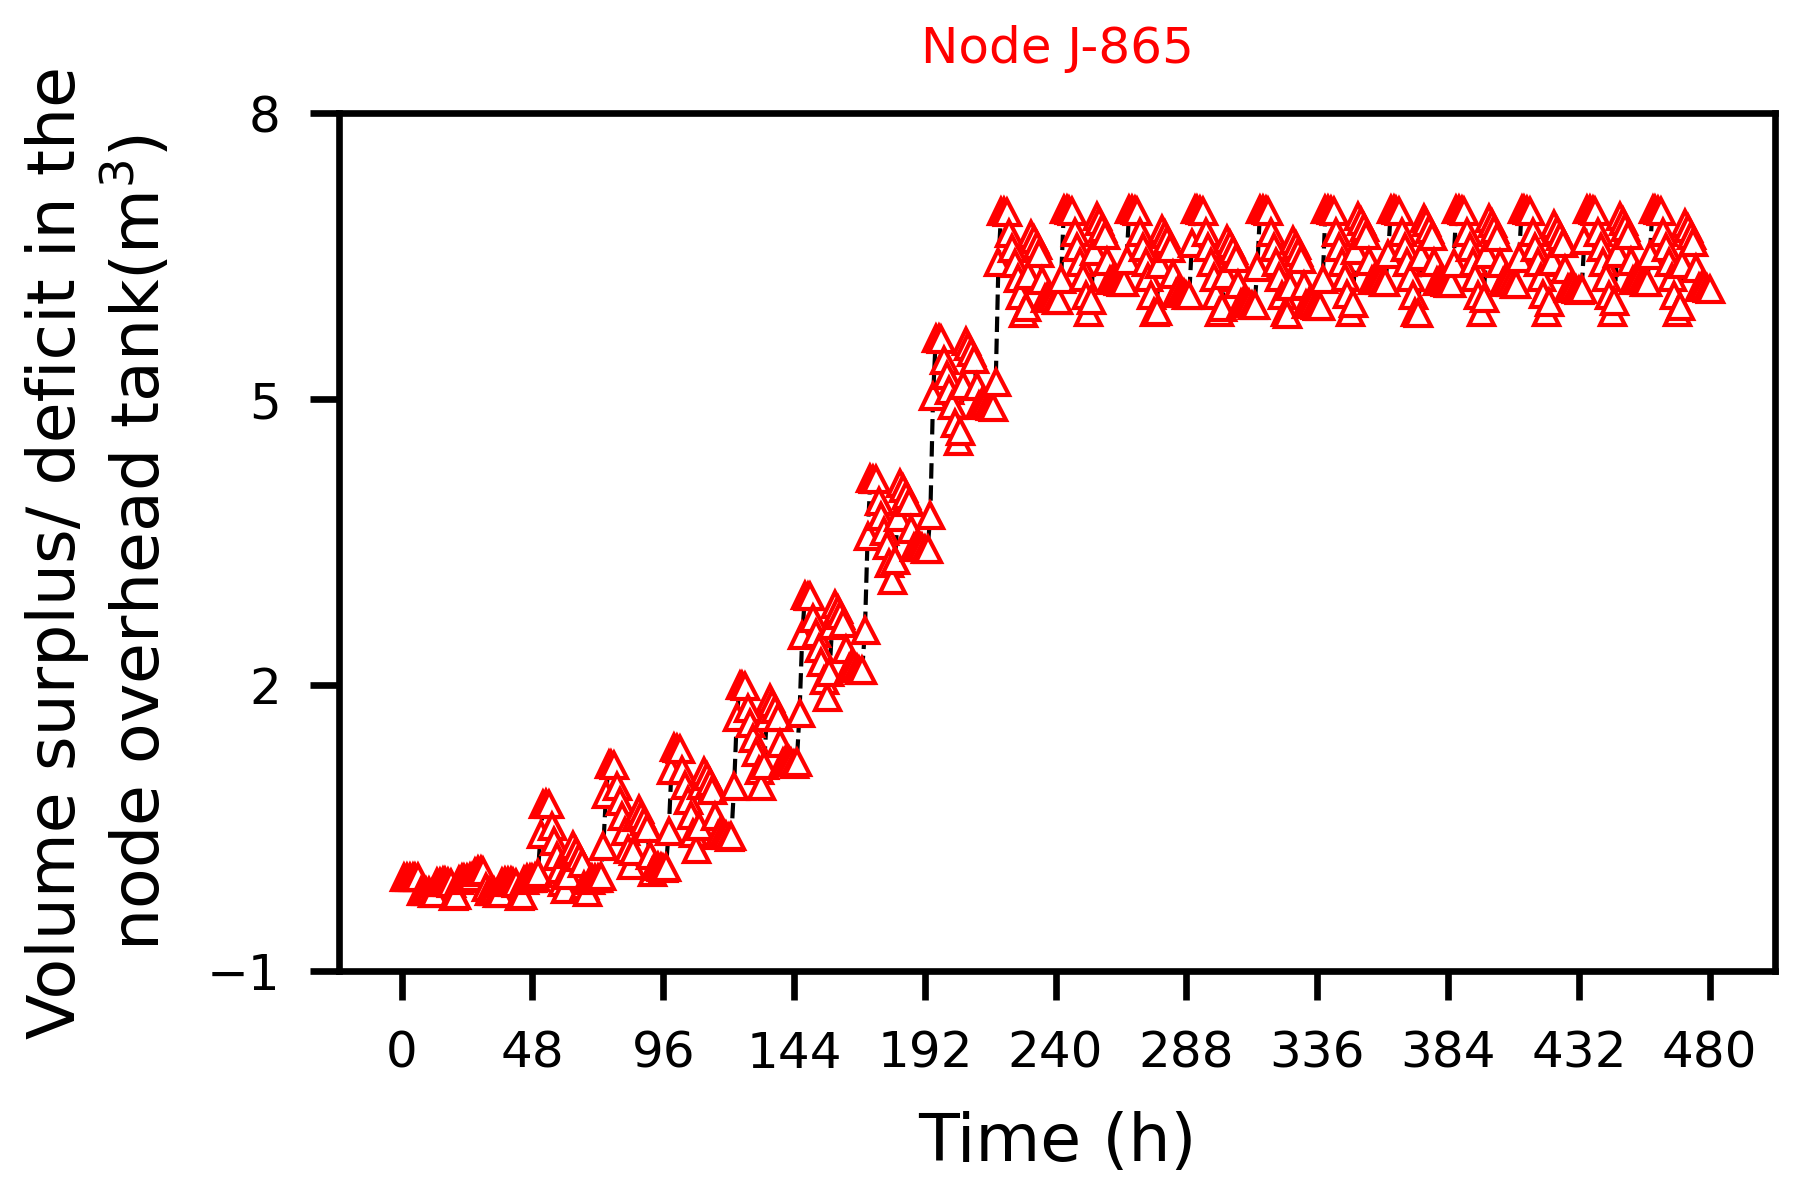 Node J-865
Volume surplus/ deficit in the
node overhead tank(m³)
8
5
2
−1
0 48 96 144 192 240 288 336 384 432 480
Time (h)